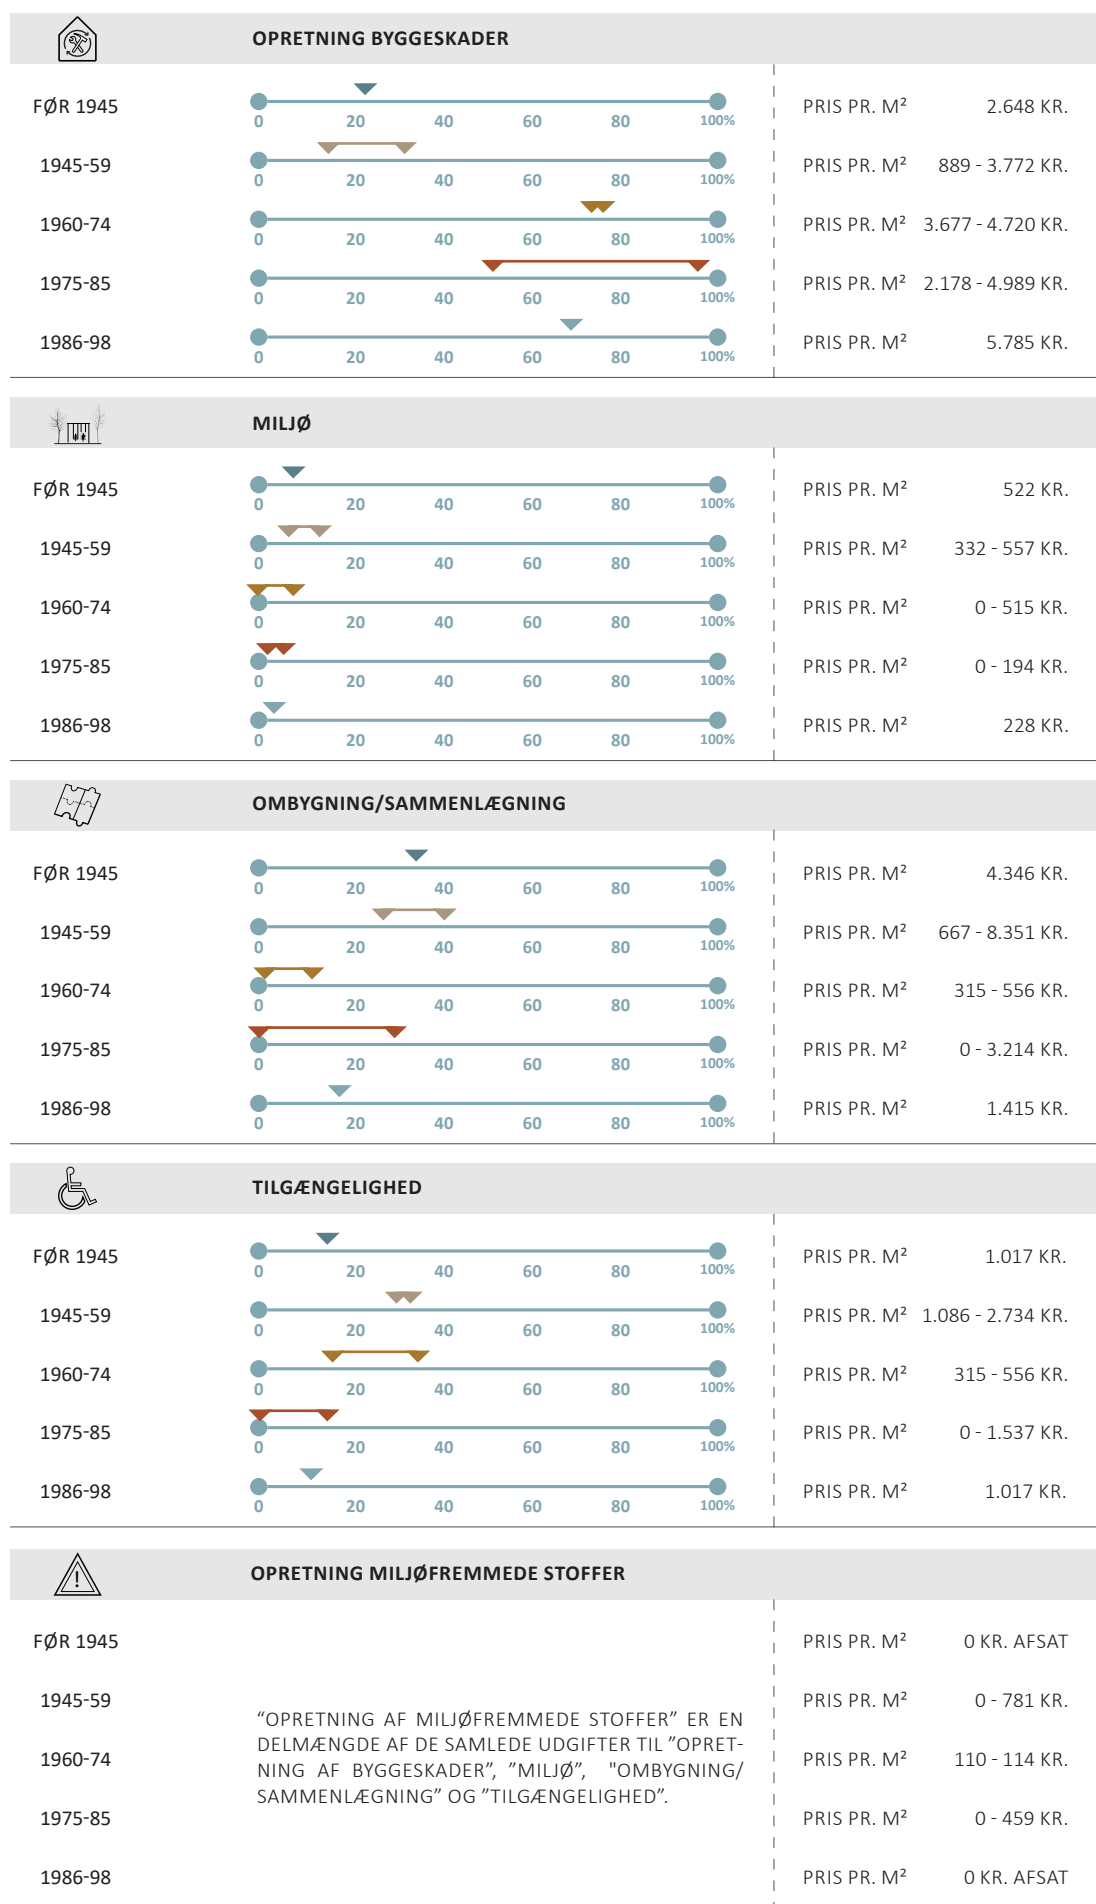 OPRETNING BYGGESKADER
FØR 1945
0 20 40 60 80 100%
PRIS PR. M² 2.648 KR.
1945-59
0 20 40 60 80 100%
PRIS PR. M² 889 - 3.772 KR.
1960-74
0 20 40 60 80 100%
PRIS PR. M² 3.677 - 4.720 KR.
1975-85
0 20 40 60 80 100%
PRIS PR. M² 2.178 - 4.989 KR.
1986-98
0 20 40 60 80 100%
PRIS PR. M² 5.785 KR.
MILJØ
FØR 1945
0 20 40 60 80 100%
PRIS PR. M² 522 KR.
1945-59
0 20 40 60 80 100%
PRIS PR. M² 332 - 557 KR.
1960-74
0 20 40 60 80 100%
PRIS PR. M² 0 - 515 KR.
1975-85
0 20 40 60 80 100%
PRIS PR. M² 0 - 194 KR.
1986-98
0 20 40 60 80 100%
PRIS PR. M² 228 KR.
OMBYGNING/SAMMENLÆGNING
FØR 1945
0 20 40 60 80 100%
PRIS PR. M² 4.346 KR.
1945-59
0 20 40 60 80 100%
PRIS PR. M² 667 - 8.351 KR.
1960-74
0 20 40 60 80 100%
PRIS PR. M² 315 - 556 KR.
1975-85
0 20 40 60 80 100%
PRIS PR. M² 0 - 3.214 KR.
1986-98
0 20 40 60 80 100%
PRIS PR. M² 1.415 KR.
TILGÆNGELIGHED
FØR 1945
0 20 40 60 80 100%
PRIS PR. M² 1.017 KR.
1945-59
0 20 40 60 80 100%
PRIS PR. M² 1.086 - 2.734 KR.
1960-74
0 20 40 60 80 100%
PRIS PR. M² 315 - 556 KR.
1975-85
0 20 40 60 80 100%
PRIS PR. M² 0 - 1.537 KR.
1986-98
0 20 40 60 80 100%
PRIS PR. M² 1.017 KR.
OPRETNING MILJØFREMMEDE STOFFER
FØR 1945
PRIS PR. M² 0 KR. AFSAT
1945-59
PRIS PR. M² 0 - 781 KR.
1960-74
PRIS PR. M² 110 - 114 KR.
1975-85
PRIS PR. M² 0 - 459 KR.
1986-98
PRIS PR. M² 0 KR. AFSAT
“OPRETNING AF MILJØFREMMEDE STOFFER” ER EN
DELMÆNGDE AF DE SAMLEDE UDGIFTER TIL ”OPRET-
NING AF BYGGESKADER”, ”MILJØ”, "OMBYGNING/
SAMMENLÆGNING” OG ”TILGÆNGELIGHED”.